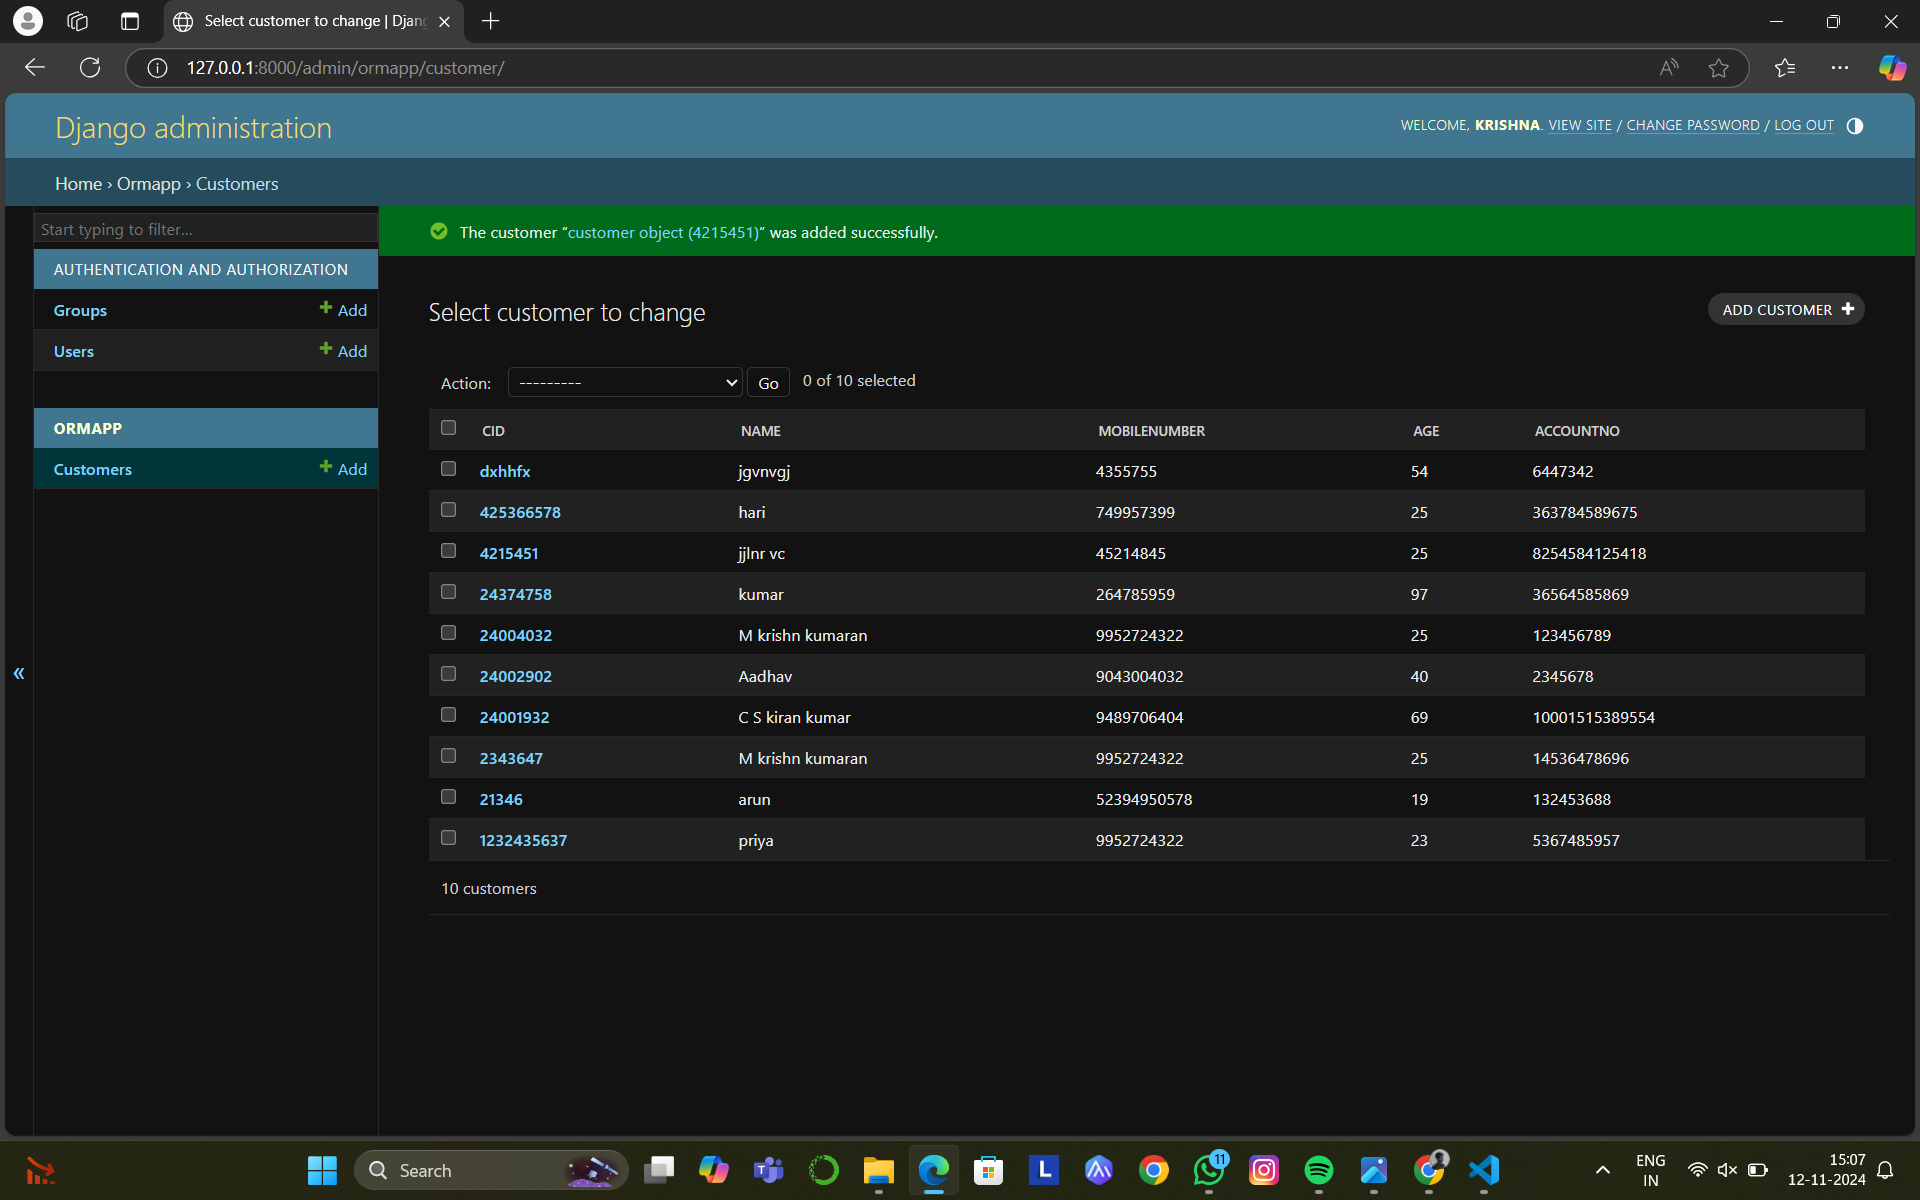 Select customer to change | Djan
127.0.0.1:8000/admin/ormapp/customer/
Django administration
WELCOME, KRISHNA. VIEW SITE / CHANGE PASSWORD / LOG OUT
Home › Ormapp › Customers
Start typing to filter...
AUTHENTICATION AND AUTHORIZATION
Groups + Add
Users + Add
ORMAPP
Customers + Add
«
The customer “customer object (4215451)” was added successfully.
Select customer to change
ADD CUSTOMER +
Action: --------- Go 0 of 10 selected
CID NAME MOBILENUMBER AGE ACCOUNTNO
dxhhfx jgvnvgj 4355755 54 6447342
425366578 hari 749957399 25 363784589675
4215451 jjlnr vc 45214845 25 8254584125418
24374758 kumar 264785959 97 36564585869
24004032 M krishn kumaran 9952724322 25 123456789
24002902 Aadhav 9043004032 40 2345678
24001932 C S kiran kumar 9489706404 69 10001515389554
2343647 M krishn kumaran 9952724322 25 14536478696
21346 arun 52394950578 19 132453688
1232435637 priya 9952724322 23 5367485957
10 customers
Search
11
ENG
IN
15:07
12-11-2024